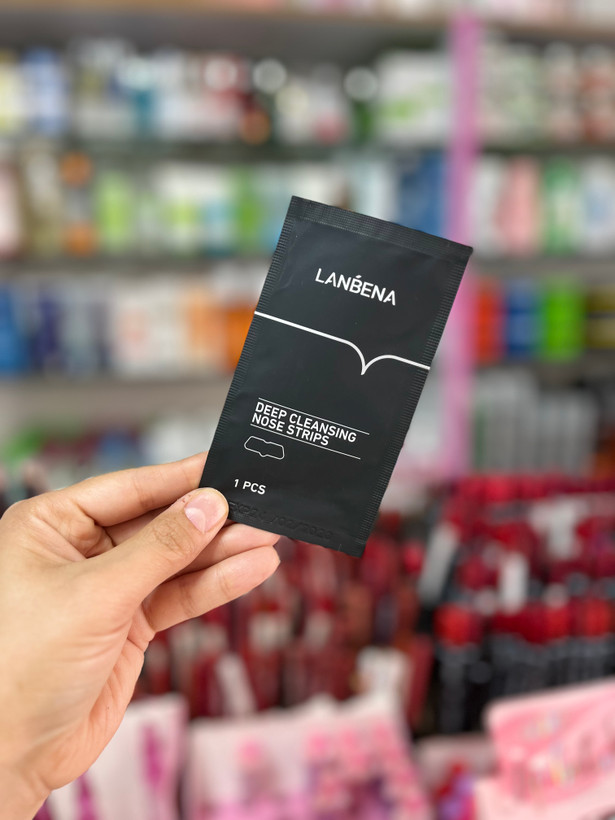 LANBENA
DEEP CLEANSING
NOSE STRIPS
1 PCS